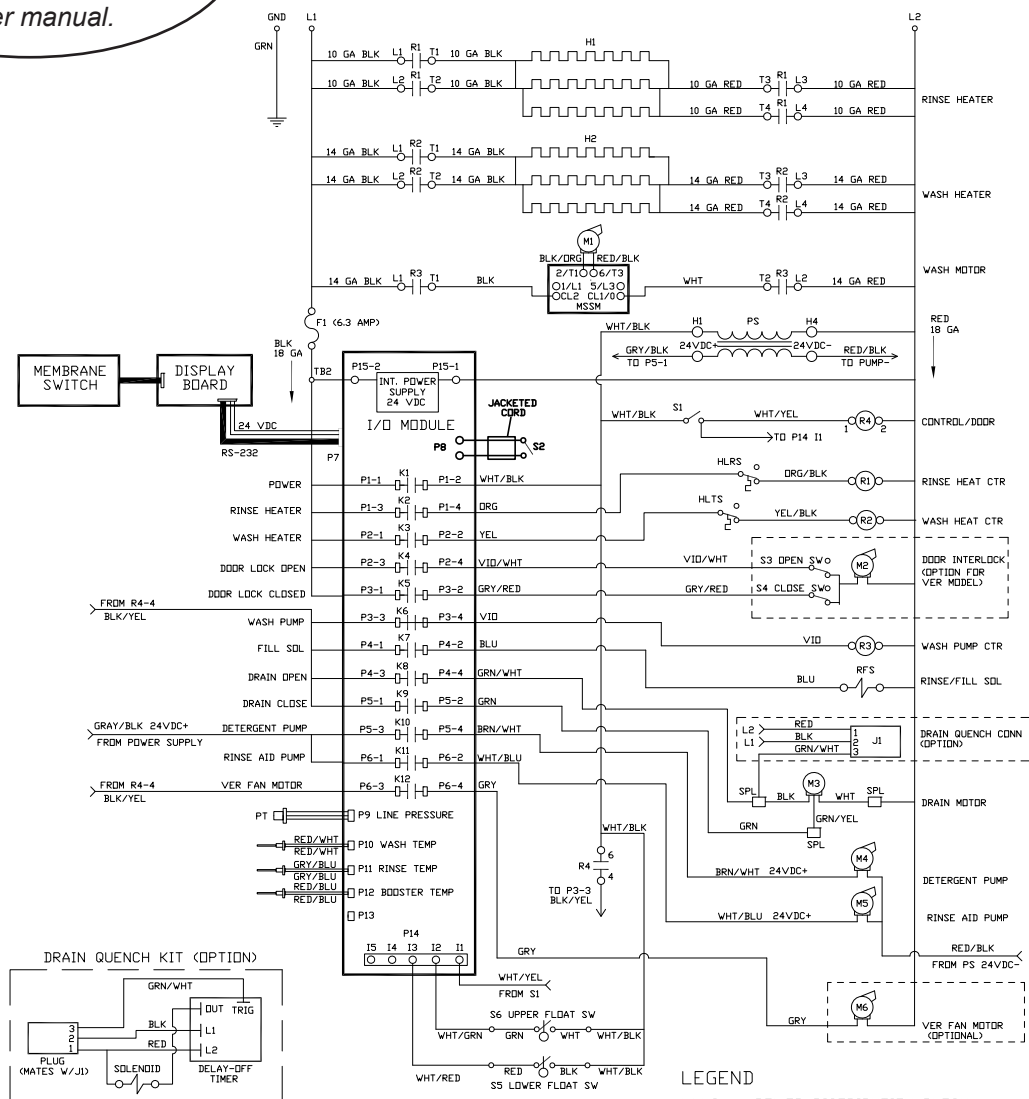 er manual.
GND L1 L2
GRN
10 GA BLK L1 R1 T1 10 GA BLK H1
10 GA BLK L2 R1 T2 10 GA BLK 10 GA RED T3 R1 L3 10 GA RED
10 GA RED T4 R1 L4 10 GA RED
RINSE HEATER
14 GA BLK L1 R2 T1 14 GA BLK H2
14 GA BLK L2 R2 T2 14 GA BLK 14 GA RED T3 R2 L3 14 GA RED
14 GA RED T4 R2 L4 14 GA RED
WASH HEATER
M1
BLK/ORG RED/BLK
2/T1 6/T3
1/L1 5/L3
CL2 CL1/0
MSSM
14 GA BLK L1 R3 T1 BLK WHT T2 R3 L2 14 GA RED
WASH MOTOR
F1 (6.3 AMP)
BLK
18 GA
RED
18 GA
WHT/BLK H1 PS H4
GRY/BLK 24VDC+ 24VDC- RED/BLK
TO P5-1 TO PUMP-
MEMBRANE
SWITCH
DISPLAY
BOARD
24 VDC
RS-232
TB2
P15-2 P15-1
INT. POWER
SUPPLY
24 VDC
I/O MODULE
JACKETED
CORD
P7 P8 S2
WHT/BLK S1 WHT/YEL 1 R4 2 CONTROL/DOOR
TO P14 I1
POWER P1-1 K1 P1-2 WHT/BLK
HLRS ORG/BLK R1 RINSE HEAT CTR
RINSE HEATER P1-3 K2 P1-4 ORG
HLTS YEL/BLK R2 WASH HEAT CTR
WASH HEATER P2-1 K3 P2-2 YEL
DOOR LOCK OPEN P2-3 K4 P2-4 VIO/WHT VIO/WHT S3 OPEN SW M2
DOOR INTERLOCK
(OPTION FOR
VER MODEL)
DOOR LOCK CLOSED P3-1 K5 P3-2 GRY/RED GRY/RED S4 CLOSE SW
FROM R4-4
BLK/YEL
WASH PUMP P3-3 K6 P3-4 VIO VIO R3 WASH PUMP CTR
FILL SOL P4-1 K7 P4-2 BLU BLU RFS RINSE/FILL SOL
DRAIN OPEN P4-3 K8 P4-4 GRN/WHT
DRAIN CLOSE P5-1 K9 P5-2 GRN
L2 RED 1
L1 BLK 2 J1
GRN/WHT 3
DRAIN QUENCH CONN
(OPTION)
GRAY/BLK 24VDC+
FROM POWER SUPPLY
DETERGENT PUMP P5-3 K10 P5-4 BRN/WHT
RINSE AID PUMP P6-1 K11 P6-2 WHT/BLU
FROM R4-4
BLK/YEL
VER FAN MOTOR P6-3 K12 P6-4 GRY
SPL BLK M3 WHT SPL DRAIN MOTOR
GRN GRN/YEL
SPL
PT P9 LINE PRESSURE
RED/WHT
RED/WHT
P10 WASH TEMP
GRY/BLU
GRY/BLU
P11 RINSE TEMP
RED/BLU
RED/BLU
P12 BOOSTER TEMP
P13
WHT/BLK
6
R4
4
TO P3-3
BLK/YEL
BRN/WHT 24VDC+ M4 DETERGENT PUMP
WHT/BLU 24VDC+ M5 RINSE AID PUMP
RED/BLK
FROM PS 24VDC-
P14
I5 I4 I3 I2 I1
GRY
WHT/YEL
FROM S1
GRY M6
VER FAN MOTOR
(OPTIONAL)
S6 UPPER FLOAT SW
WHT/GRN GRN WHT WHT/BLK
RED BLK
WHT/RED S5 LOWER FLOAT SW
DRAIN QUENCH KIT (OPTION)
GRN/WHT
OUT TRIG
3 BLK L1
2
1 RED L2
PLUG
(MATES W/J1)
SOLENOID
DELAY-OFF
TIMER
LEGEND